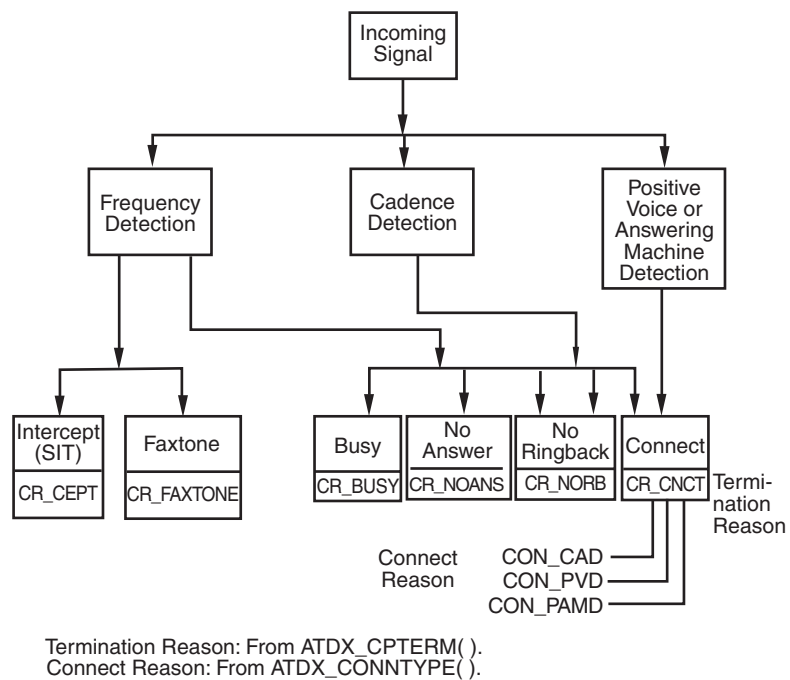 Incoming
Signal
Frequency
Detection
Cadence
Detection
Positive
Voice or
Answering
Machine
Detection
Intercept
(SIT)
CR_CEPT
Faxtone
CR_FAXTONE
Busy
CR_BUSY
No
Answer
CR_NOANS
No
Ringback
CR_NORB
Connect
CR_CNCT
Termi-
nation
Reason
Connect
Reason
CON_CAD
CON_PVD
CON_PAMD
Termination Reason: From ATDX_CPTERM( ).
Connect Reason: From ATDX_CONNTYPE( ).